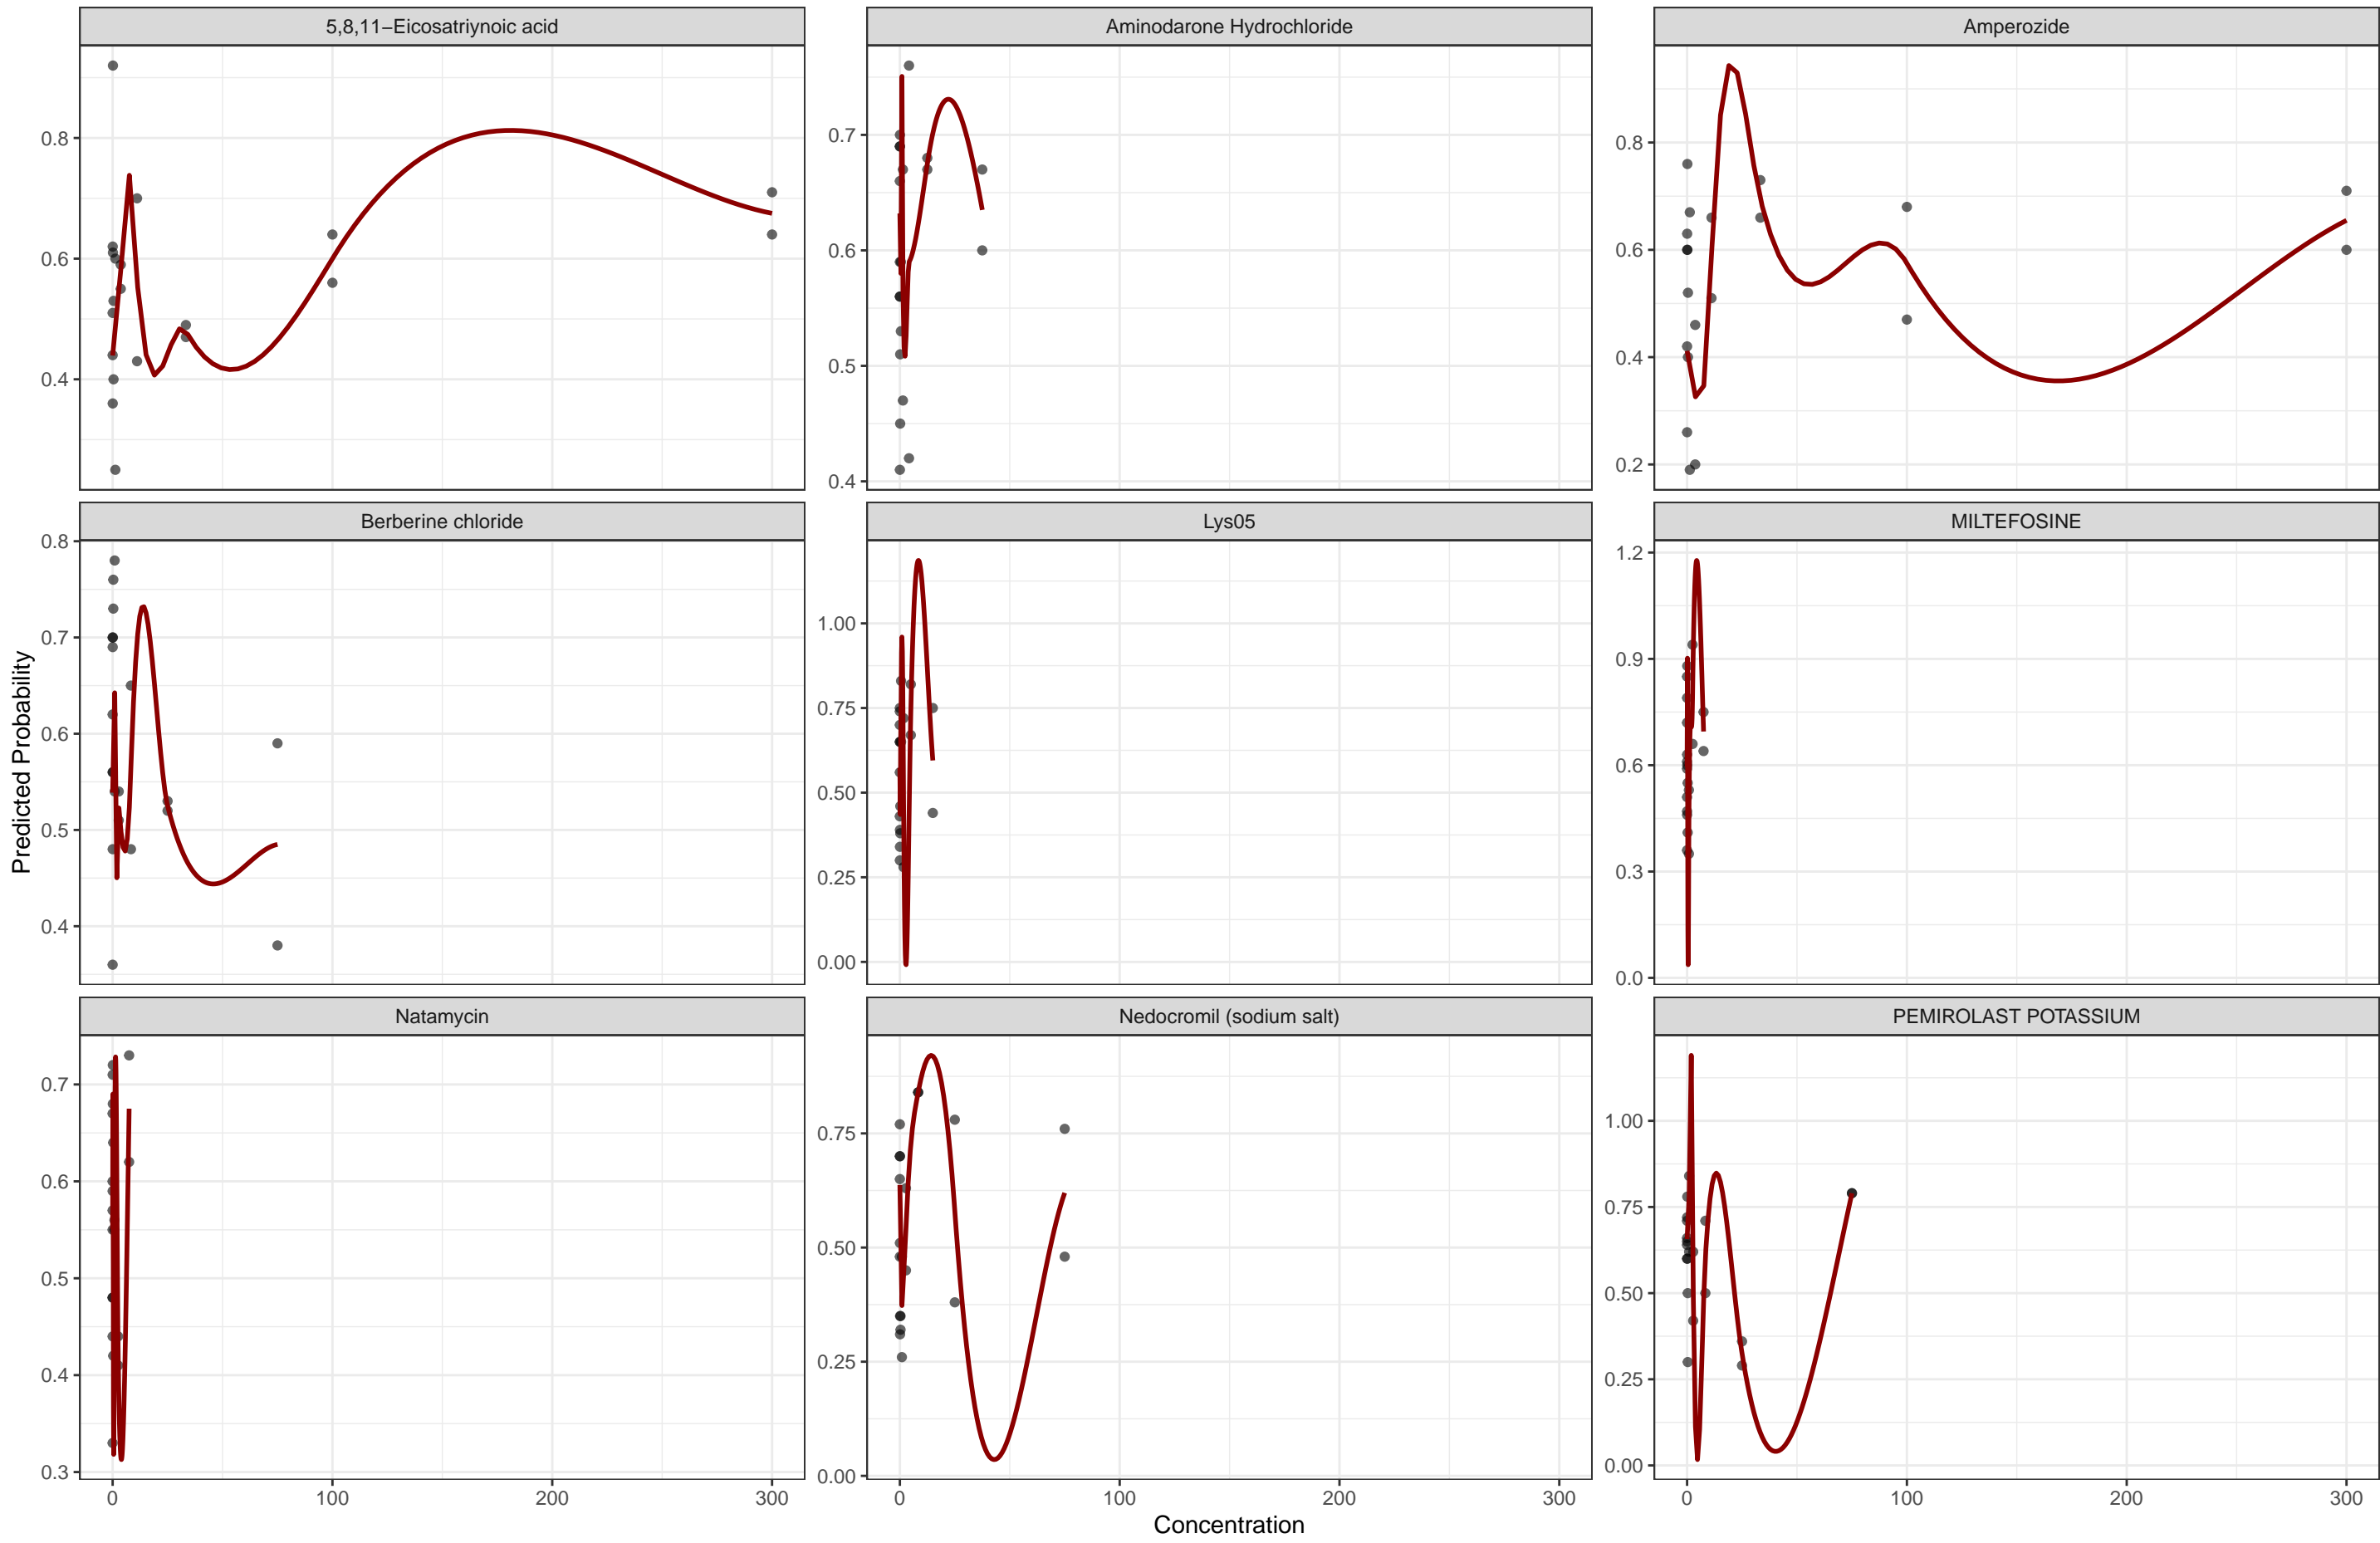 5,8,11−Eicosatriynoic acid
Aminodarone Hydrochloride
Amperozide
0.8
0.6
0.4
0.7
0.6
0.5
0.4
0.8
0.6
0.4
0.2
Berberine chloride
Lys05
MILTEFOSINE
0.8
0.7
0.6
0.5
0.4
1.00
0.75
0.50
0.25
0.00
1.2
0.9
0.6
0.3
0.0
Natamycin
Nedocromil (sodium salt)
PEMIROLAST POTASSIUM
0.7
0.6
0.5
0.4
0.3
0.75
0.50
0.25
0.00
1.00
0.75
0.50
0.25
0.00
0 100 200 300
0 100 200 300
0 100 200 300
Concentration
Predicted Probability